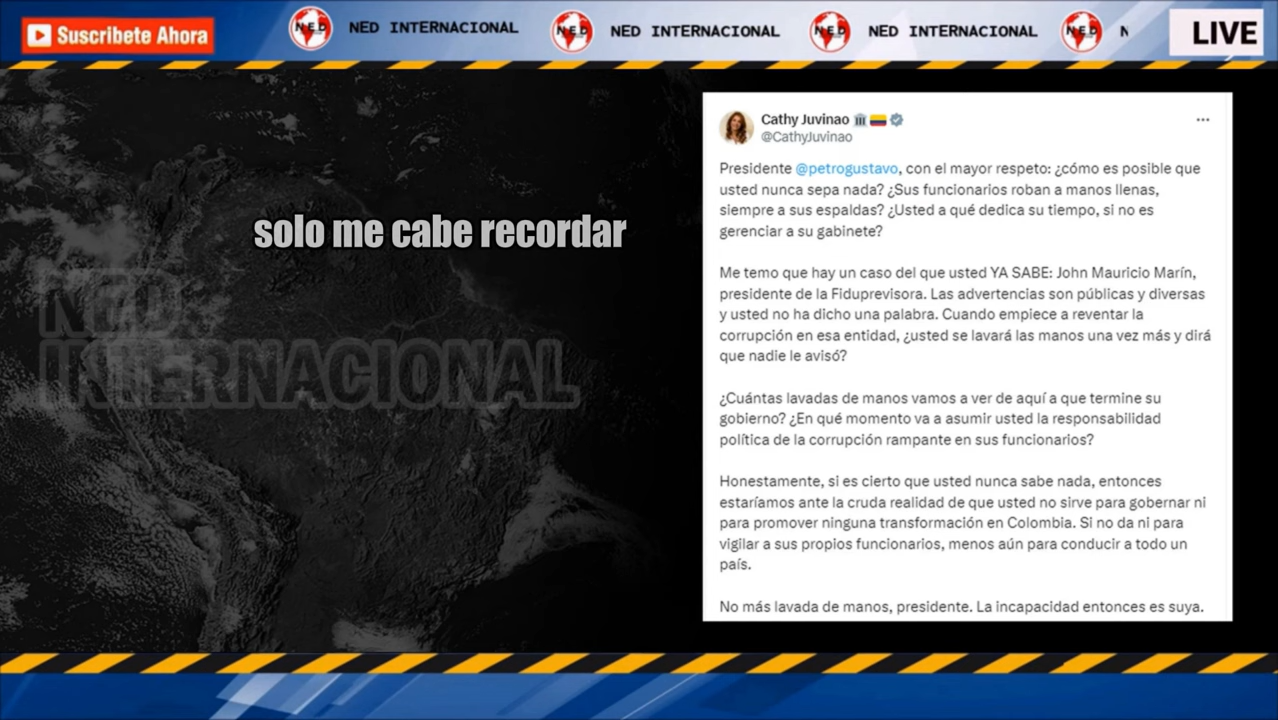 Suscribete Ahora
NED
NED INTERNACIONAL
NED
NED INTERNACIONAL
NED
NED INTERNACIONAL
NED
N
LIVE
solo me cabe recordar
NED
INTERNACIONAL
Cathy Juvinao
@CathyJuvinao
Presidente @petrogustavo, con el mayor respeto: ¿cómo es posible que
usted nunca sepa nada? ¿Sus funcionarios roban a manos llenas,
siempre a sus espaldas? ¿Usted a qué dedica su tiempo, si no es
gerenciar a su gabinete?
Me temo que hay un caso del que usted YA SABE: John Mauricio Marín,
presidente de la Fiduprevisora. Las advertencias son públicas y diversas
y usted no ha dicho una palabra. Cuando empiece a reventar la
corrupción en esa entidad, ¿usted se lavará las manos una vez más y dirá
que nadie le avisó?
¿Cuántas lavadas de manos vamos a ver de aquí a que termine su
gobierno? ¿En qué momento va a asumir usted la responsabilidad
política de la corrupción rampante en sus funcionarios?
Honestamente, si es cierto que usted nunca sabe nada, entonces
estaríamos ante la cruda realidad de que usted no sirve para gobernar ni
para promover ninguna transformación en Colombia. Si no da ni para
vigilar a sus propios funcionarios, menos aún para conducir a todo un
país.
No más lavada de manos, presidente. La incapacidad entonces es suya.